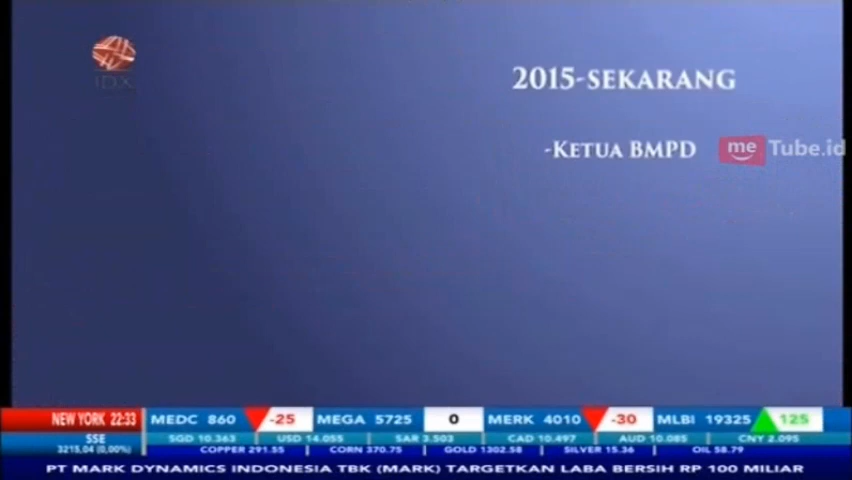 IDX
2015-SEKARANG
-KETUA BMPD
me Tube.id
NEW YORK 22:33 MEDC 860 -25 MEGA 5725 0 MERK 4010 -30 MLBI 19325 125
SSE SGD 10.363 USD 14.055 SAR 3.503 CAD 10.497 AUD 10.085 CNY 2.095
3215,04 (0,00%) COPPER 291.55 CORN 370.75 GOLD 1302.58 SILVER 15.36 OIL 58.79
PT MARK DYNAMICS INDONESIA TBK (MARK) TARGETKAN LABA BERSIH RP 100 MILIAR